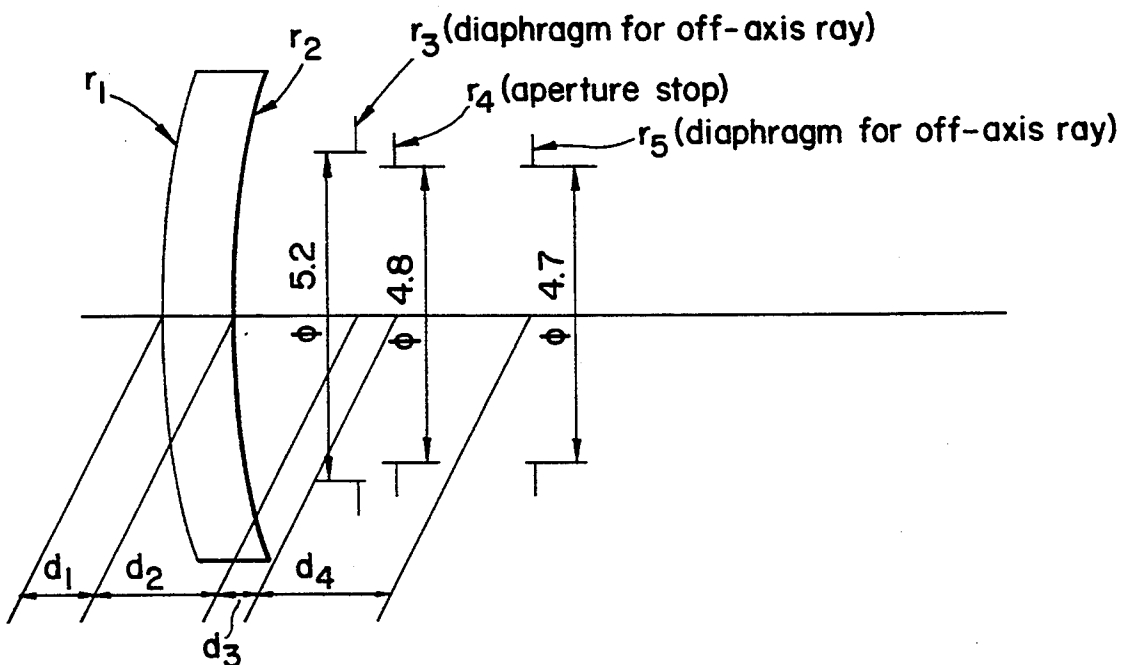 r3 (diaphragm for off-axis ray)
r2
r1
r4 (aperture stop)
r5 (diaphragm for off-axis ray)
ϕ 5.2
ϕ 4.8
ϕ 4.7
d1
d2
d4
d3